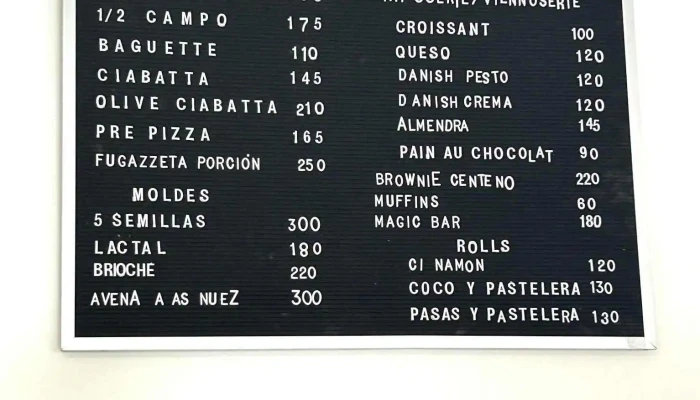 1/2 CAMPO 175
BAGUETTE 110
CIABATTA 145
OLIVE CIABATTA 210
PRE PIZZA 165
FUGAZZETA PORCIÓN 250
MOLDES
5 SEMILLAS 300
LACTAL 180
BRIOCHE 220
AVENA A AS NUEZ 300
CROISSANT 100
QUESO 120
DANISH PESTO 120
DANISH CREMA 120
ALMENDRA 145
PAIN AU CHOCOLAT 90
BROWNIE CENTENO 220
MUFFINS 60
MAGIC BAR 180
ROLLS
CI NAMON 120
COCO Y PASTELERA 130
PASAS Y PASTELERA 130